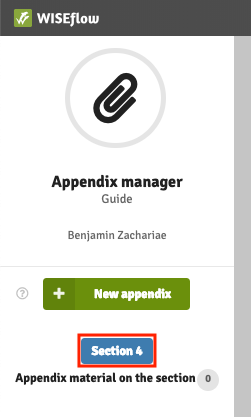 WISEflow
Appendix manager
Guide
Benjamin Zachariae
? + New appendix
Section 4
Appendix material on the section 0